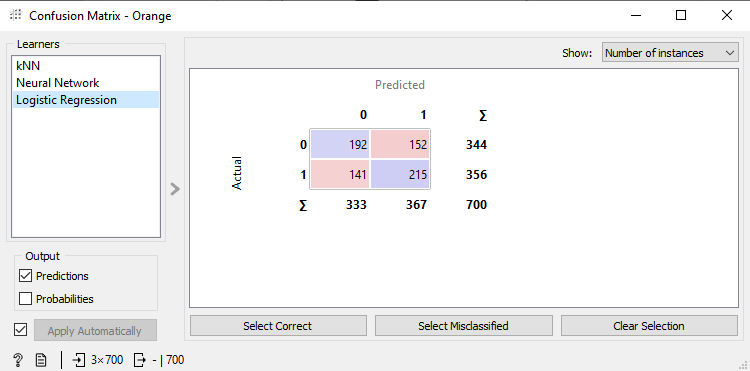 Confusion Matrix - Orange
Learners
kNN
Neural Network
Logistic Regression
Output
Predictions
Probabilities
Apply Automatically
Show: Number of instances
Predicted
0 1 Σ
Actual
0 192 152 344
1 141 215 356
Σ 333 367 700
Select Correct Select Misclassified Clear Selection
? 3×700 - | 700